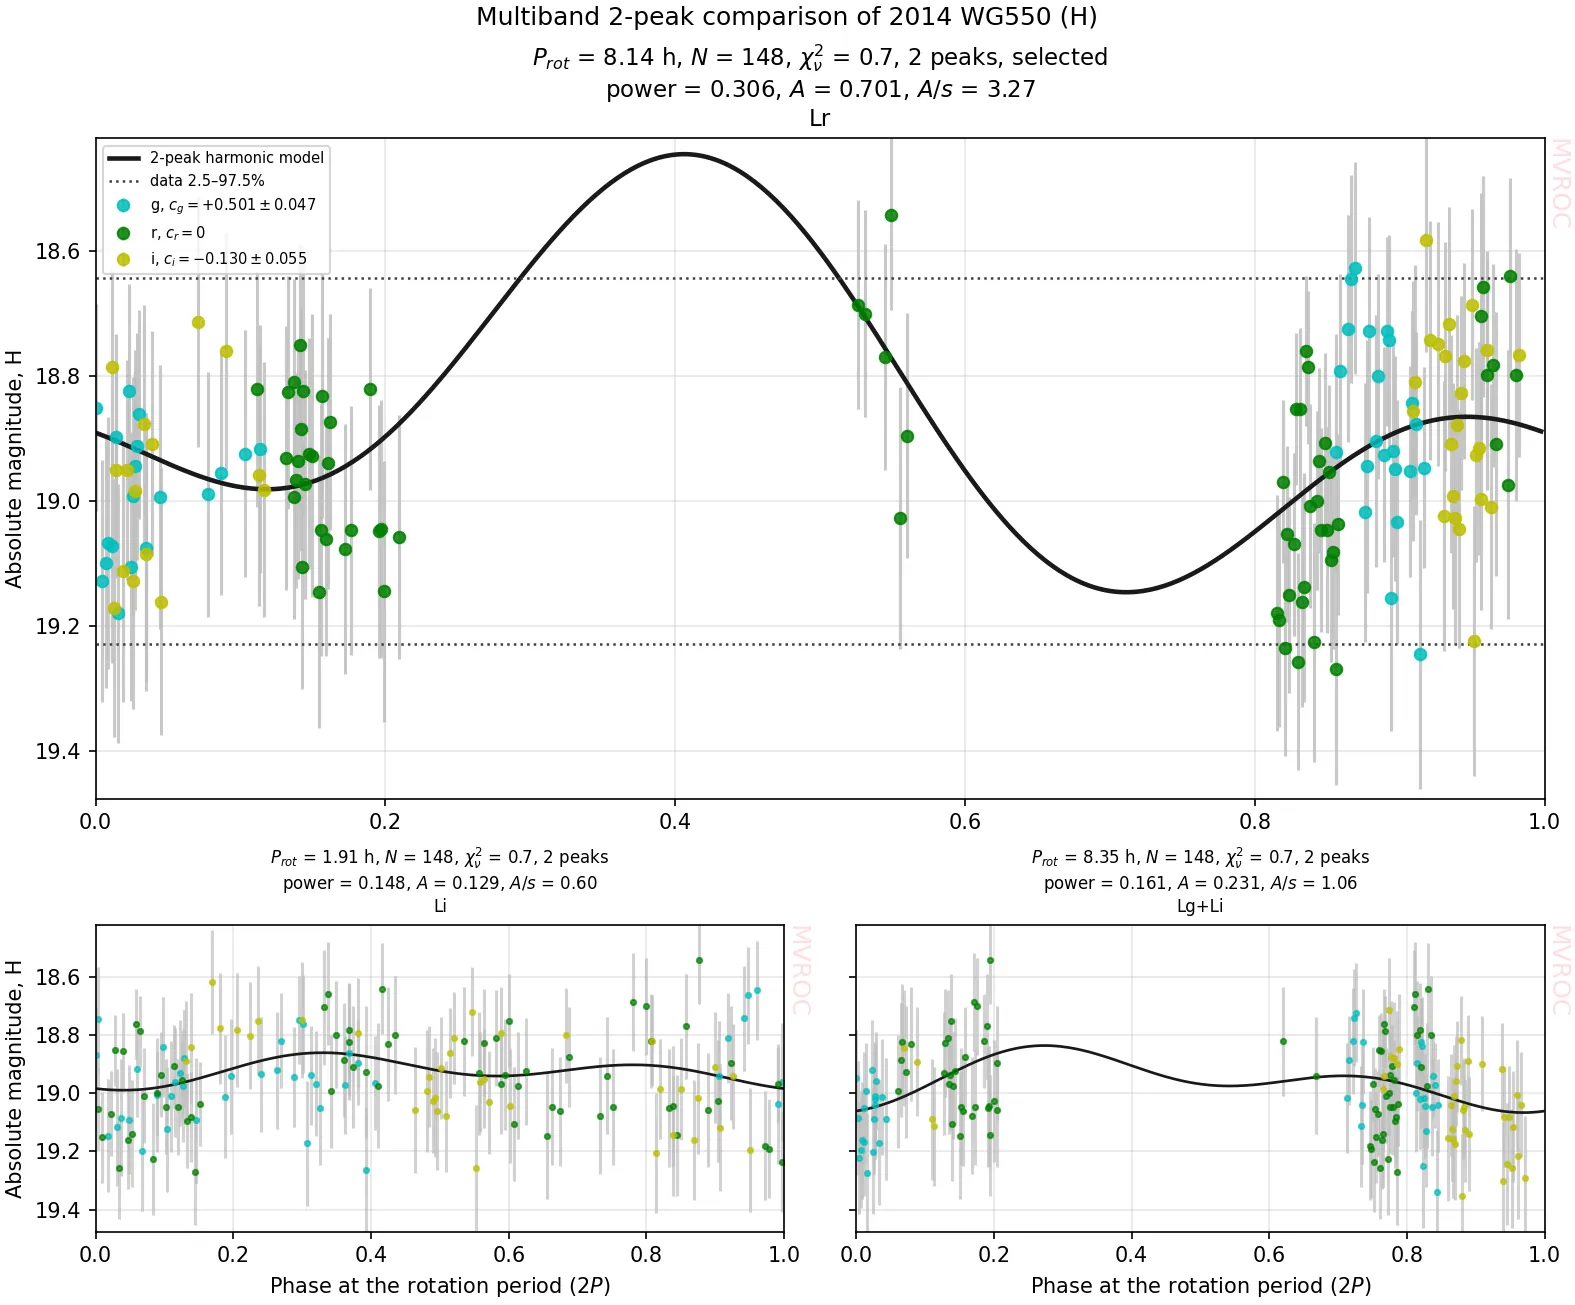 Multiband 2-peak comparison of 2014 WG550 (H)
P_rot = 8.14 h, N = 148, χ²_ν = 0.7, 2 peaks, selected
power = 0.306, A = 0.701, A/s = 3.27
Lr
MVROC
2-peak harmonic model
data 2.5–97.5%
g, c_g = +0.501 ± 0.047
r, c_r = 0
i, c_i = −0.130 ± 0.055
Absolute magnitude, H
18.6
18.8
19.0
19.2
19.4
0.0 0.2 0.4 0.6 0.8 1.0
P_rot = 1.91 h, N = 148, χ²_ν = 0.7, 2 peaks
power = 0.148, A = 0.129, A/s = 0.60
Li
MVROC
Absolute magnitude, H
18.6
18.8
19.0
19.2
19.4
0.0 0.2 0.4 0.6 0.8 1.0
Phase at the rotation period (2P)
P_rot = 8.35 h, N = 148, χ²_ν = 0.7, 2 peaks
power = 0.161, A = 0.231, A/s = 1.06
Lg+Li
MVROC
0.0 0.2 0.4 0.6 0.8 1.0
Phase at the rotation period (2P)